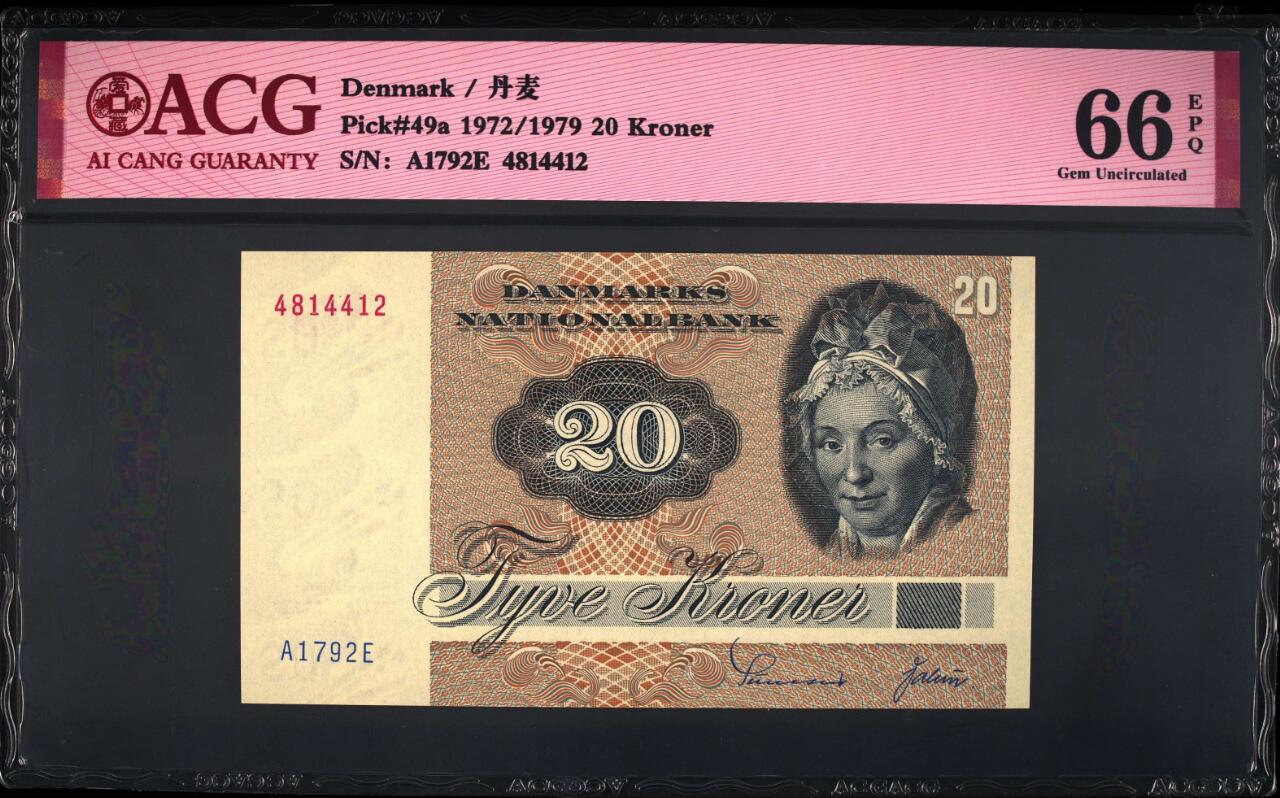 ACG
AI CANG GUARANTY
Denmark / 丹麦
Pick#49a 1972/1979 20 Kroner
S/N: A1792E 4814412
66
EPQ
Gem Uncirculated
4814412
DANMARKS
NATIONALBANK
20
20
Tyve Kroner
A1792E